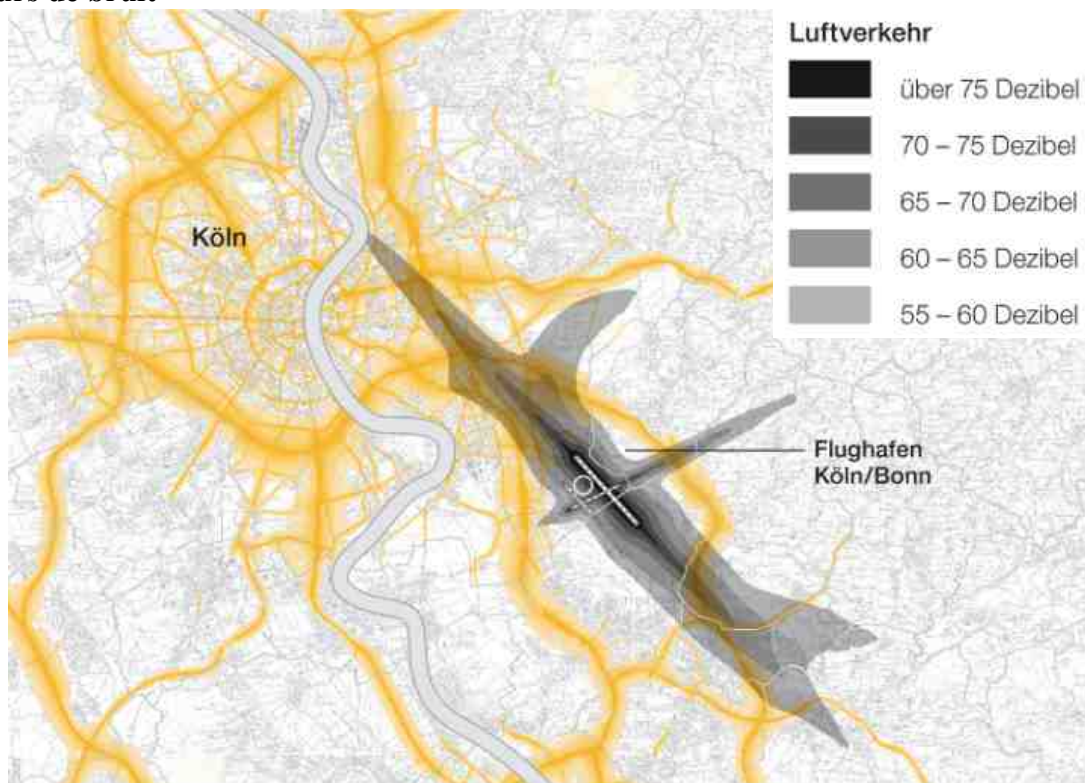 Luftverkehr
über 75 Dezibel
70 – 75 Dezibel
65 – 70 Dezibel
60 – 65 Dezibel
55 – 60 Dezibel
Köln
Flughafen
Köln/Bonn